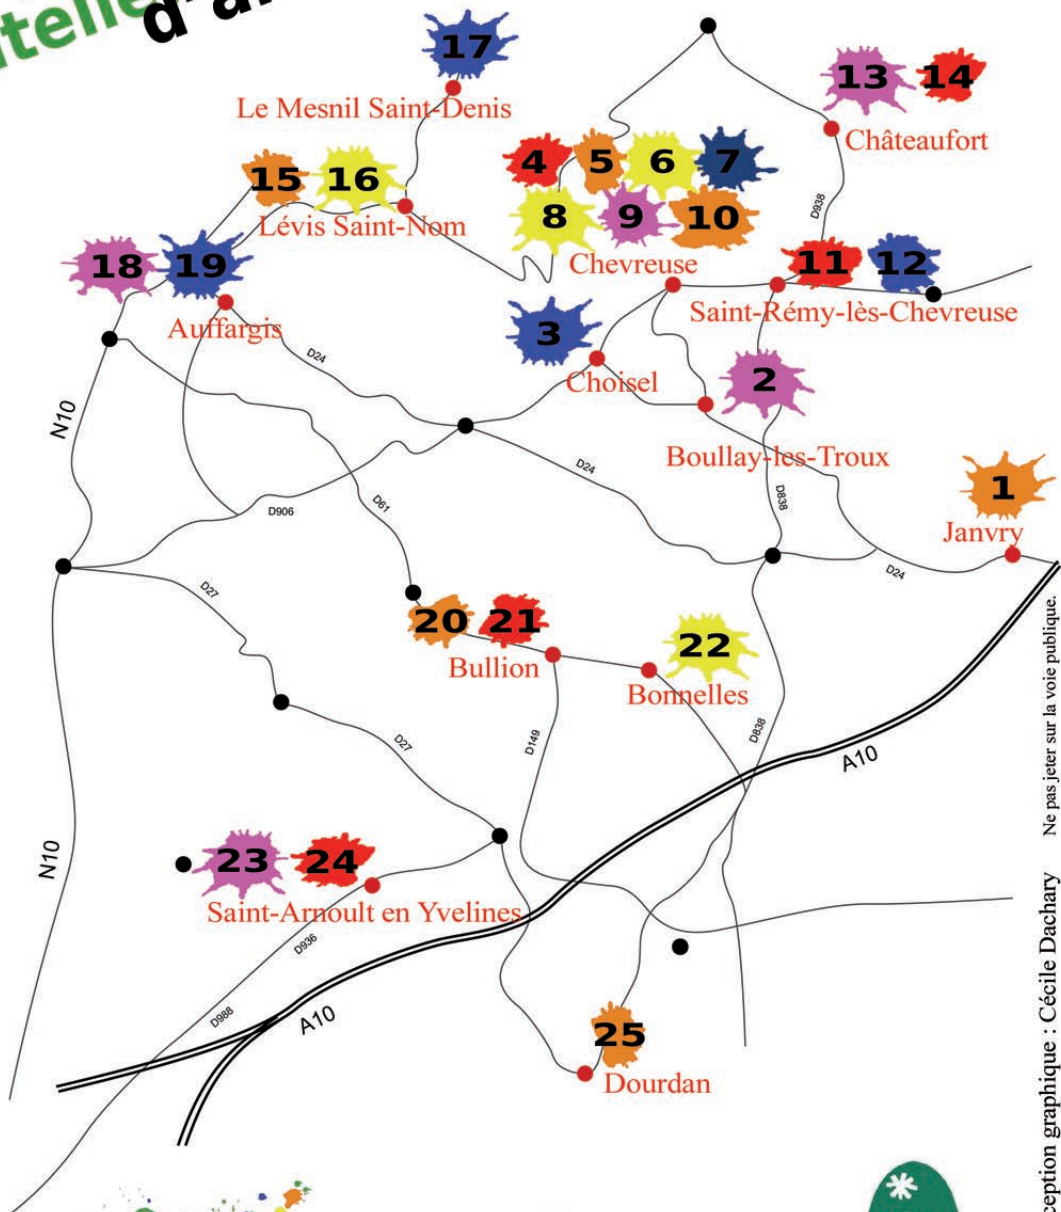 d'a
17
Le Mesnil Saint-Denis
13 14
Châteaufort
4 5 6 7
15 16
D938
8 9 10
Lévis Saint-Nom
18 19
Chevreuse
11 12
Auffargis
Saint-Rémy-lès-Chevreuse
3
D24
Choisel
2
N10
Boullay-les-Troux
D24
1
D61
D838
D906
Janvry
D24
D27
20 21
22
Bullion
Bonnelles
D149
D838
D27
A10
N10
23 24
Saint-Arnoult en Yvelines
D936
D988
A10
25
Dourdan
Ne pas jeter sur la voie publique.
graphique : Cécile Dachary